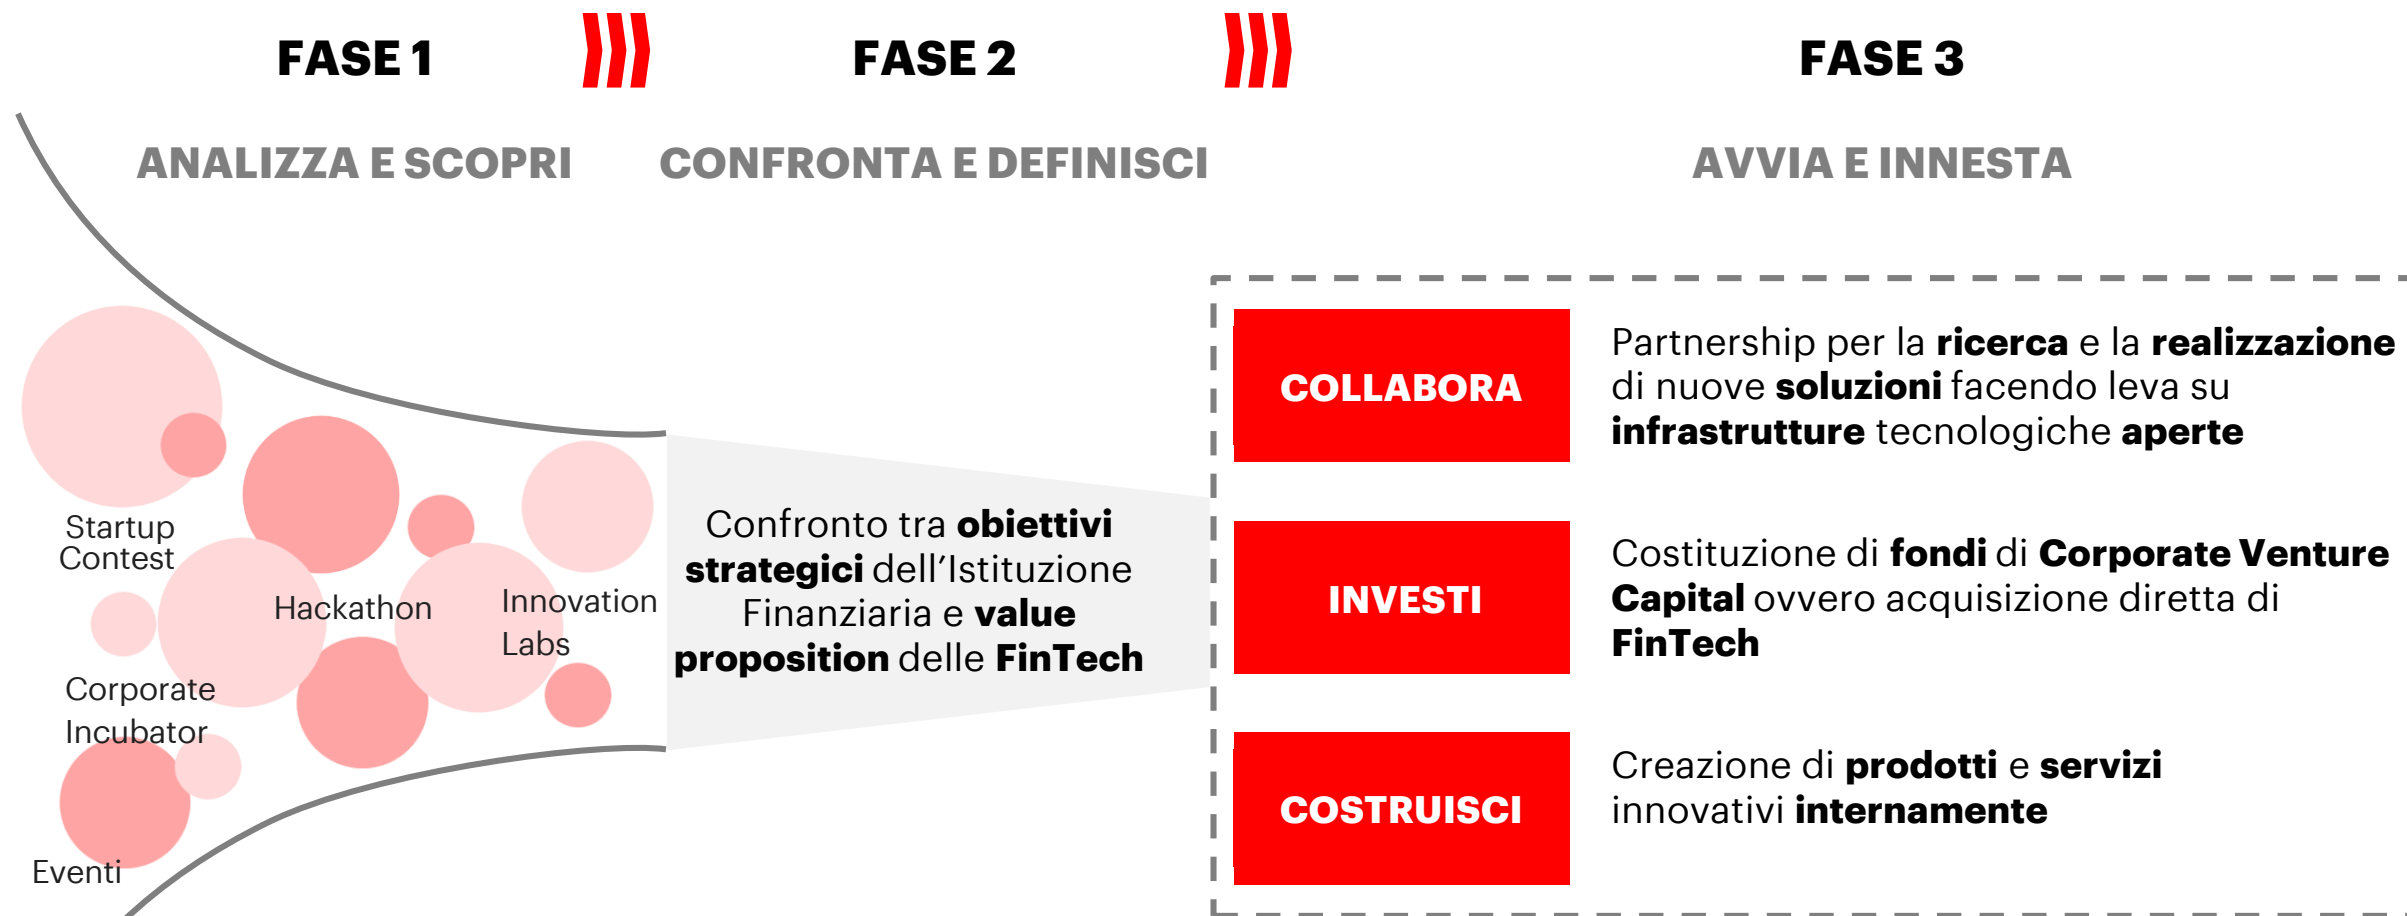 FASE 1
FASE 2
FASE 3
ANALIZZA E SCOPRI
CONFRONTA E DEFINISCI
AVVIA E INNESTA
Startup
Contest
Hackathon
Innovation
Labs
Corporate
Incubator
Eventi
Confronto tra obiettivi
strategici dell’Istituzione
Finanziaria e value
proposition delle FinTech
COLLABORA
Partnership per la ricerca e la realizzazione
di nuove soluzioni facendo leva su
infrastrutture tecnologiche aperte
INVESTI
Costituzione di fondi di Corporate Venture
Capital ovvero acquisizione diretta di
FinTech
COSTRUISCI
Creazione di prodotti e servizi
innovativi internamente